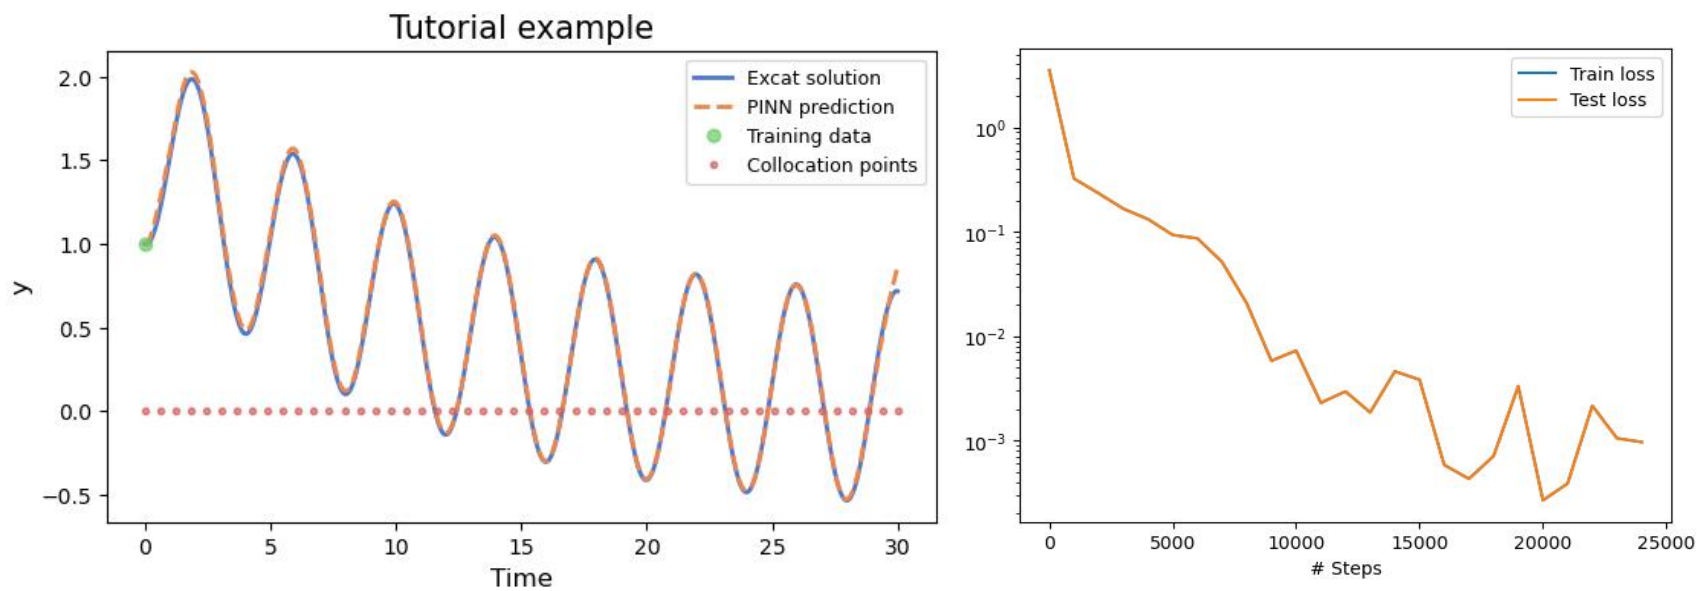 Tutorial example
2.0
1.5
1.0
0.5
0.0
−0.5
y
Excat solution
PINN prediction
Training data
Collocation points
0 5 10 15 20 25 30
Time
10^0
10^-1
10^-2
10^-3
Train loss
Test loss
0 5000 10000 15000 20000 25000
# Steps